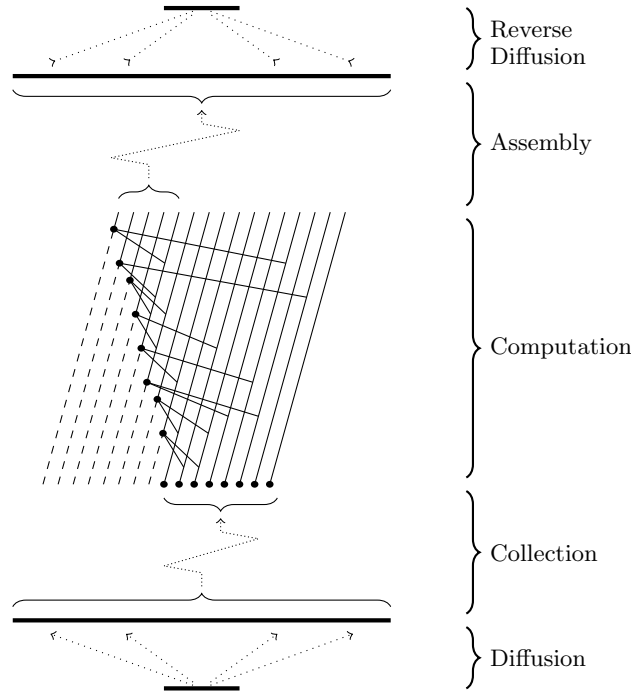 Reverse
Diffusion
Assembly
Computation
Collection
Diffusion